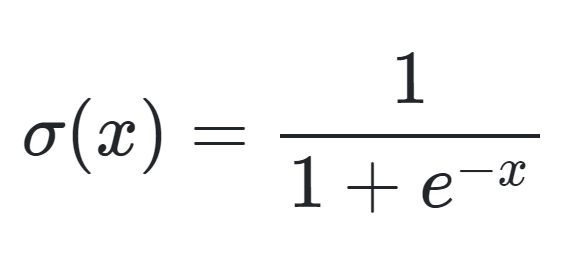 σ(x) = 1 / (1 + e^{-x})